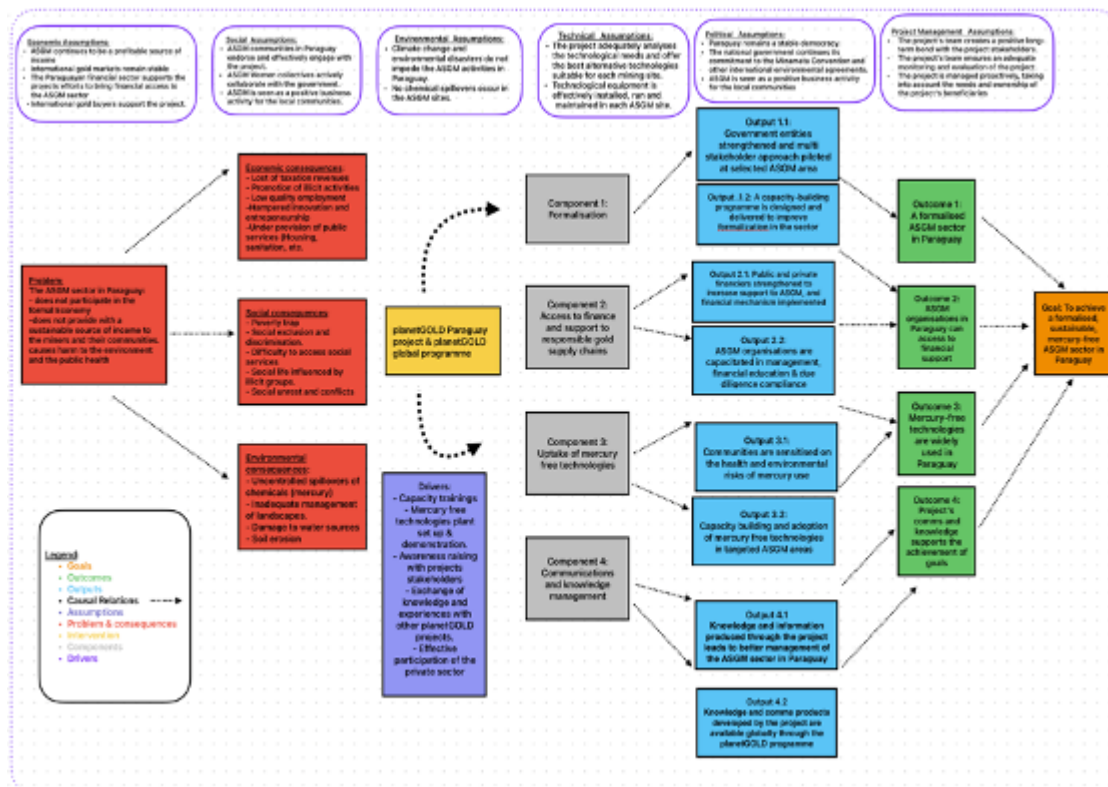 Economic Assumptions:
• ASGM continues to be a profitable source of
income
• International gold markets remain viable
• The Paraguayan financial sector supports the
projects efforts to bring financial access to the
ASGM sector
• International gold buyers support the project.
Social Assumptions:
• ASGM communities in Paraguay
endorse and effectively engage with
the project.
• ASGM Women collectives actively
collaborate with the government.
• ASGM is seen as a positive business
activity for the local communities.
Environmental Assumptions:
• Climate change and
environmental disasters do not
impede the ASGM activities in
Paraguay.
• No chemical spillovers occur in
the ASGM sites.
Technical Assumptions:
• The project adequately analyses
the technological needs and offer
the best alternative technologies
suitable for each mining site.
• Technological equipment is
effectively installed, run and
maintained in each ASGM site.
Political Assumptions:
• Paraguay remains a stable democracy.
• The national government continues its
commitment to the Minamata Convention and
other international environmental agreements.
• ASGM is seen as a positive business activity
for the local communities
Project Management Assumptions:
• The project's team creates a positive long-
term bond with the project stakeholders.
• The project's team ensures an adequate
monitoring and evaluation of the project
• The project is managed proactively, taking
into account the needs and ownership of
the project's beneficiaries
Problem:
The ASGM sector in Paraguay:
- does not participate in the
formal economy
-does not provide with a
sustainable source of income to
the miners and their communities.
causes harm to the environment
and the public health
Economic consequences:
- Lost of taxation revenues
- Promotion of illicit activities
- Low quality employment
-Hampered innovation and
entrepreneurship
-Under provision of public
services (Housing,
sanitation, etc.
Social consequences:
- Poverty trap
- Social exclusion and
discrimination.
- Difficulty to access social
services
- Social life influenced by
illicit groups.
- Social unrest and conflicts
Environmental
consequences:
- Uncontrolled spillovers of
chemicals (mercury)
- Inadequate management
of landscapes.
- Damage to water sources
- Soil erosion
planetGOLD Paraguay
project & planetGOLD
global programme
Drivers:
- Capacity trainings
- Mercury free
technologies plant
set up &
demonstration.
- Awareness raising
with projects
stakeholders
- Exchange of
knowledge and
experiences with
other planetGOLD
projects.
- Effective
participation of the
private sector
Component 1:
Formalisation
Component 2:
Access to finance
and support to
responsible gold
supply chains
Component 3:
Uptake of mercury
free technologies
Component 4:
Communications
and knowledge
management
Output 1.1:
Government entities
strengthened and multi
stakeholder approach piloted
at selected ASGM area
Output .1.2: A capacity-building
programme is designed and
delivered to improve
formalization in the sector
Output 2.1: Public and private
financiers strengthened to
increase support to ASGM, and
financial mechanism implemented
Output 2.2:
ASGM organisations are
capacitated in management,
financial education & due
diligence compliance
Output 3.1:
Communities are sensitised on
the health and environmental
risks of mercury use
Output 3.2:
Capacity building and adoption
of mercury free technologies
in targeted ASGM areas
Output 4.1
Knowledge and information
produced through the project
leads to better management
of the ASGM sector in Paraguay
Output 4.2
Knowledge and comms products
developed by the project are
available globally through the
planetGOLD programme
Outcome 1:
A formalised
ASGM sector
in Paraguay
Outcome 2:
ASGM
organisations
in Paraguay can
access to
financial
support
Outcome 3:
Mercury-free
technologies
are widely
used in
Paraguay
Outcome 4:
Project's
comms and
knowledge
supports the
achievement of
goals
Goal: To achieve
a formalised,
sustainable,
mercury-free
ASGM sector in
Paraguay
Legend:
• Goals
• Outcomes
• Outputs
• Causal Relations
• Assumptions
• Problem & consequences
• Intervention
• Components
• Drivers